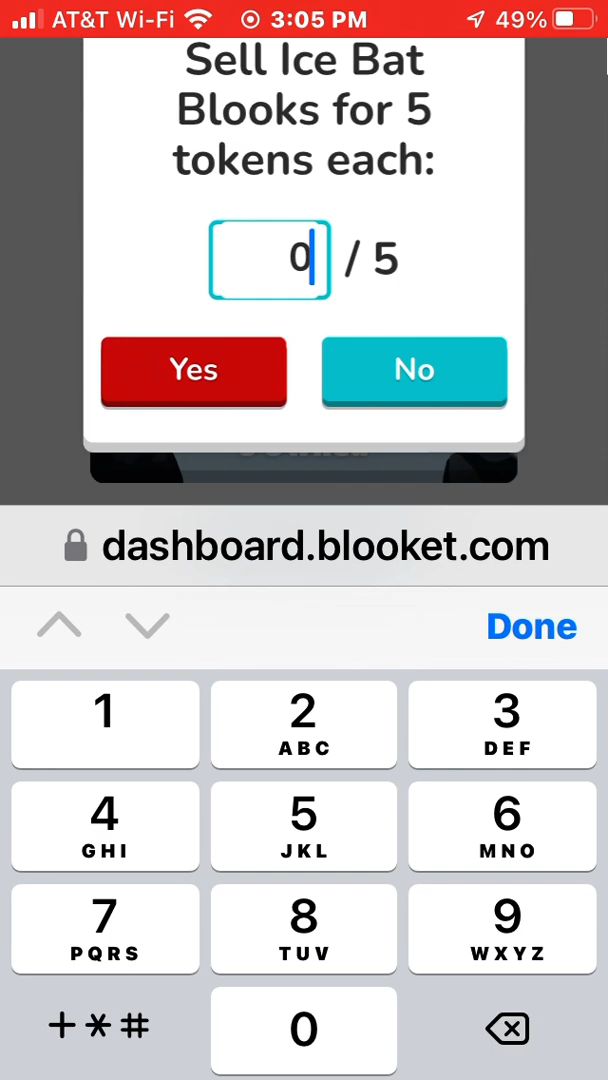 AT&T Wi-Fi 3:05 PM 49%
Sell Ice Bat
Blooks for 5
tokens each:
0 / 5
Yes No
dashboard.blooket.com
Done
1 2 ABC 3 DEF
4 GHI 5 JKL 6 MNO
7 PQRS 8 TUV 9 WXYZ
+*# 0